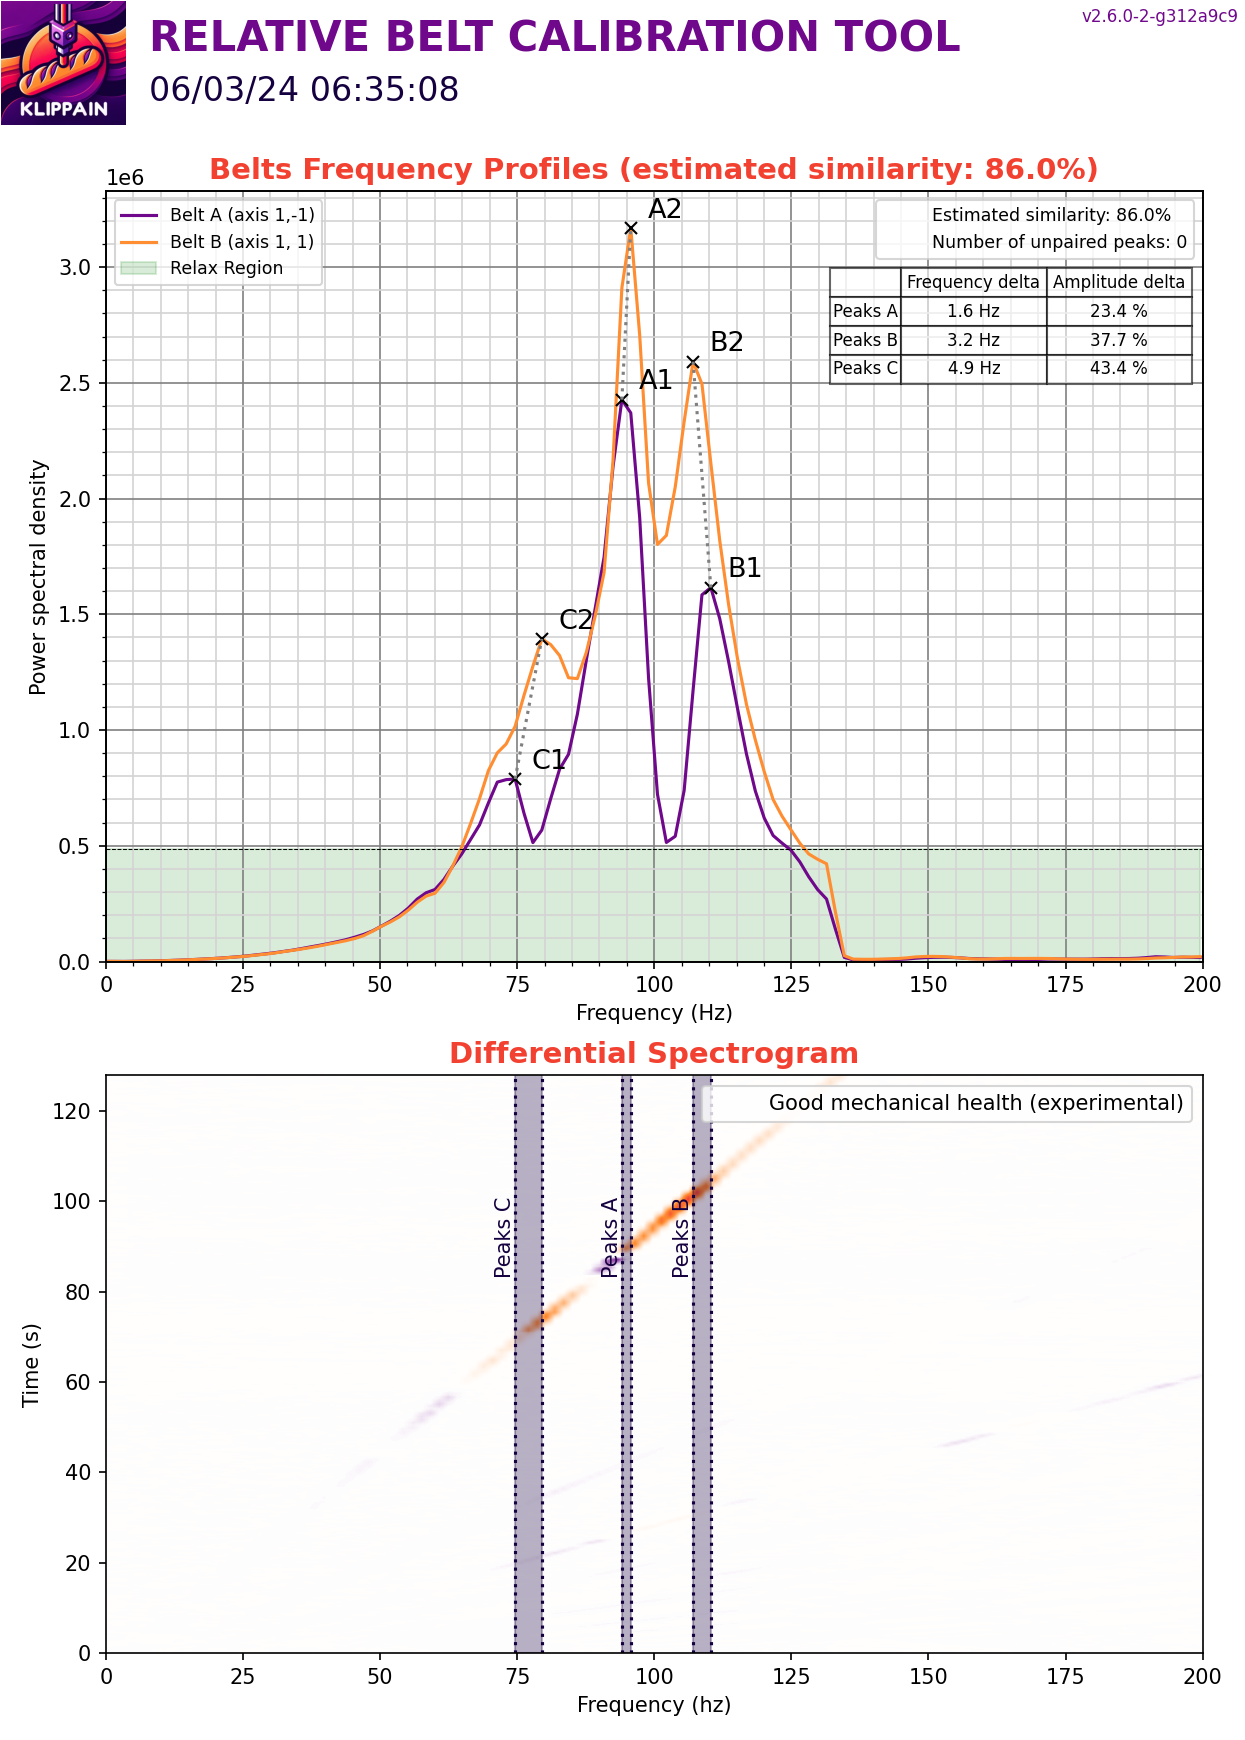 v2.6.0-2-g312a9c9
RELATIVE BELT CALIBRATION TOOL
06/03/24 06:35:08
KLIPPAIN
Belts Frequency Profiles (estimated similarity: 86.0%)
1e6
Belt A (axis 1,-1)
Belt B (axis 1, 1)
Relax Region
Estimated similarity: 86.0%
Number of unpaired peaks: 0
Frequency delta Amplitude delta
Peaks A 1.6 Hz 23.4 %
Peaks B 3.2 Hz 37.7 %
Peaks C 4.9 Hz 43.4 %
A2
B2
A1
B1
C2
C1
Power spectral density
3.0
2.5
2.0
1.5
1.0
0.5
0.0
0 25 50 75 100 125 150 175 200
Frequency (Hz)
Differential Spectrogram
Good mechanical health (experimental)
Peaks C
Peaks A
Peaks B
Time (s)
120
100
80
60
40
20
0
0 25 50 75 100 125 150 175 200
Frequency (hz)